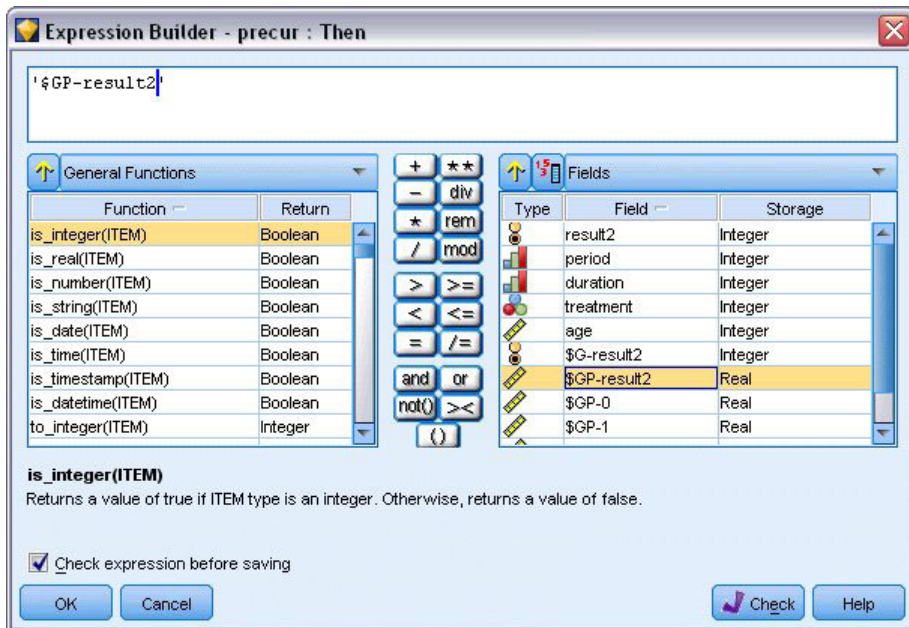 Expression Builder - precur : Then
'$GP-result2'
General Functions
Function Return
is_integer(ITEM) Boolean
is_real(ITEM) Boolean
is_number(ITEM) Boolean
is_string(ITEM) Boolean
is_date(ITEM) Boolean
is_time(ITEM) Boolean
is_timestamp(ITEM) Boolean
is_datetime(ITEM) Boolean
to_integer(ITEM) Integer
+ **
- div
* rem
/ mod
> >=
< <=
= /=
and or
not() ><
()
Fields
Type Field Storage
result2 Integer
period Integer
duration Integer
treatment Integer
age Integer
$G-result2 Integer
$GP-result2 Real
$GP-0 Real
$GP-1 Real
is_integer(ITEM)
Returns a value of true if ITEM type is an integer. Otherwise, returns a value of false.
Check expression before saving
OK Cancel Check Help